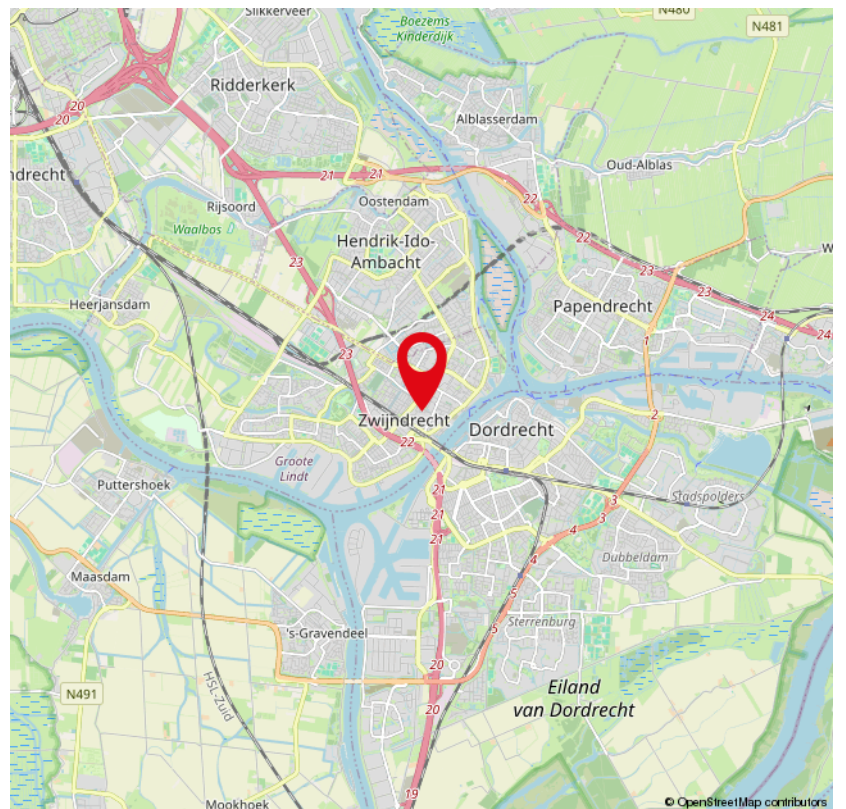 Slikkerveer
Boezems
Kinderdijk
N480
N481
Ridderkerk
20
20
Alblasserdam
21
21
22
Oud-Alblas
ndrecht
Rijsoord
Oostendam
Waalbos
Hendrik-Ido-
Ambacht
22
23
23
23
W
Heerjansdam
Papendrecht
24
24
1
23
Zwijndrecht
22
Dordrecht
2
Groote
Lindt
Puttershoek
21
21
21
Stadspolders
3
3
4
4
Dubbeldam
Maasdam
5
5
Sterrenburg
's-Gravendeel
20
20
N491
HSL-Zuid
Eiland
van Dordrecht
19
Mookhoek
© OpenStreetMap contributors